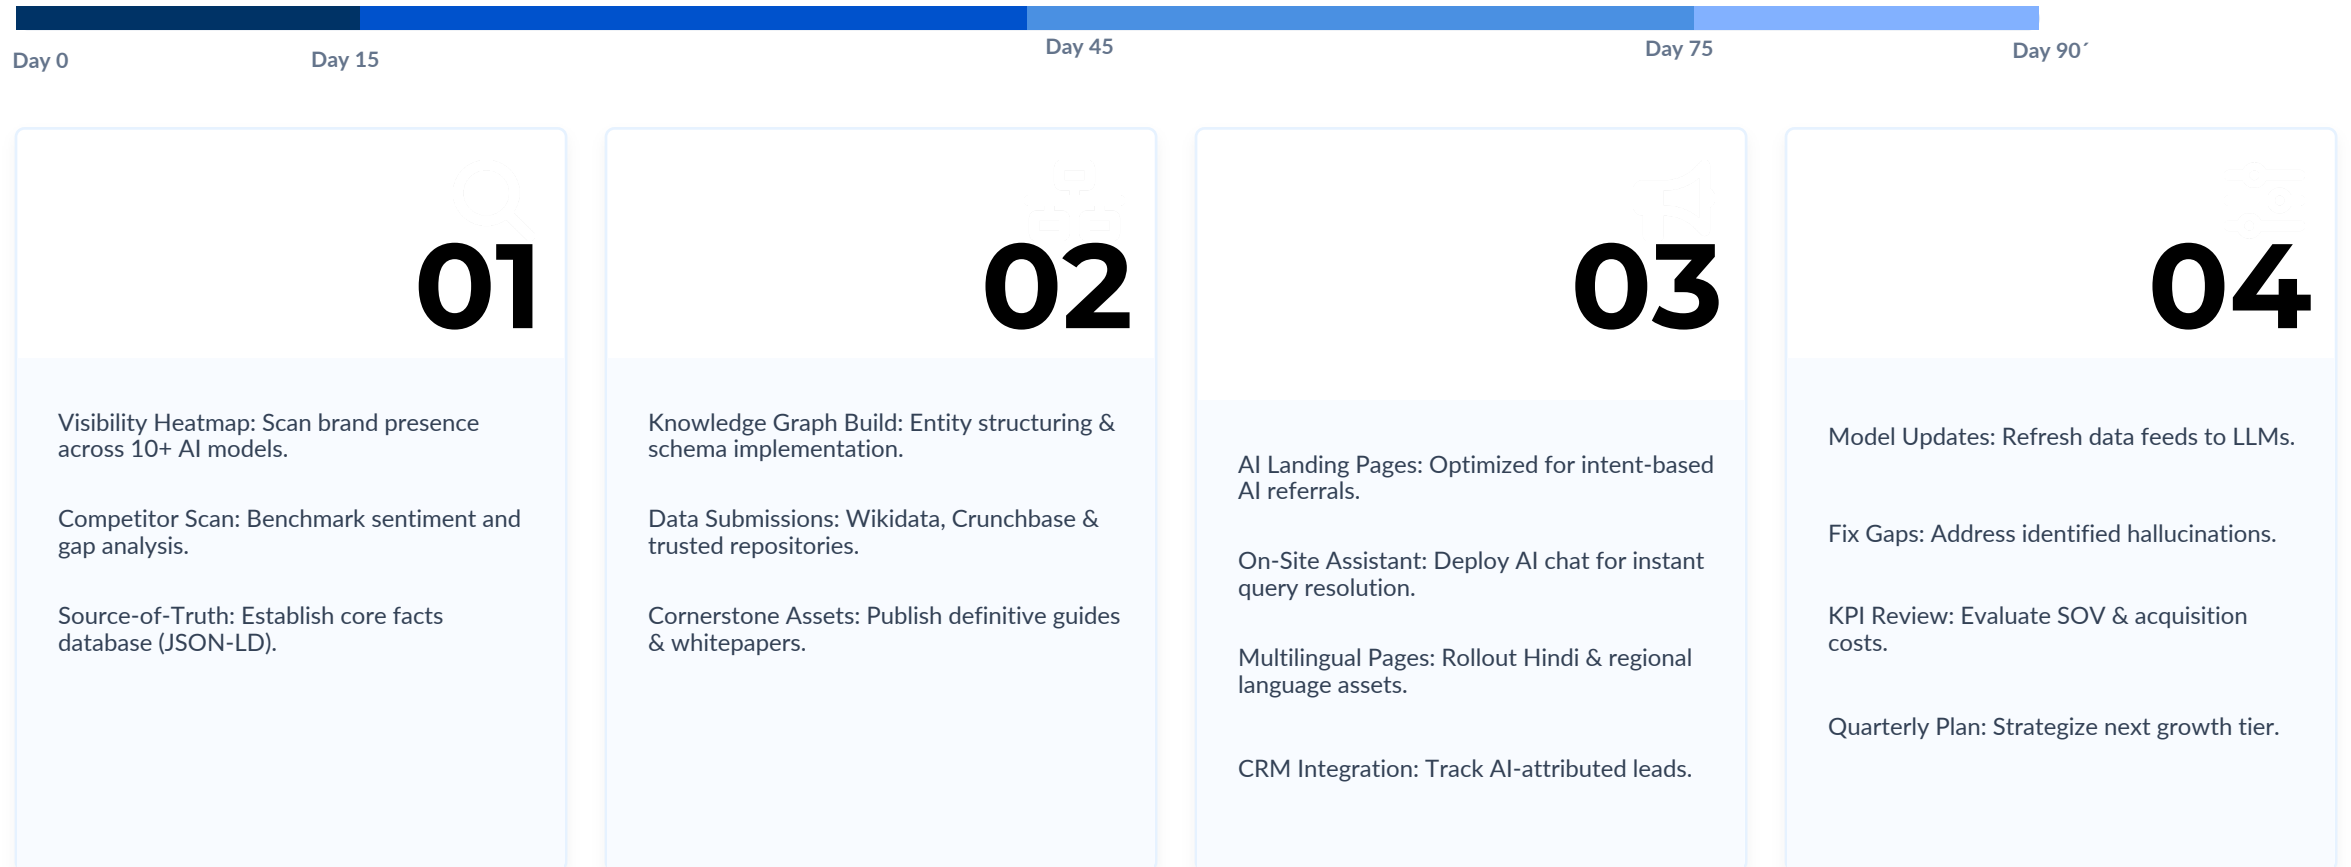 Day 0
Day 15
Day 45
Day 75
Day 90´
01
Visibility Heatmap: Scan brand presence
across 10+ AI models.
Competitor Scan: Benchmark sentiment and
gap analysis.
Source-of-Truth: Establish core facts
database (JSON-LD).
02
Knowledge Graph Build: Entity structuring &
schema implementation.
Data Submissions: Wikidata, Crunchbase &
trusted repositories.
Cornerstone Assets: Publish definitive guides
& whitepapers.
03
AI Landing Pages: Optimized for intent-based
AI referrals.
On-Site Assistant: Deploy AI chat for instant
query resolution.
Multilingual Pages: Rollout Hindi & regional
language assets.
CRM Integration: Track AI-attributed leads.
04
Model Updates: Refresh data feeds to LLMs.
Fix Gaps: Address identified hallucinations.
KPI Review: Evaluate SOV & acquisition
costs.
Quarterly Plan: Strategize next growth tier.